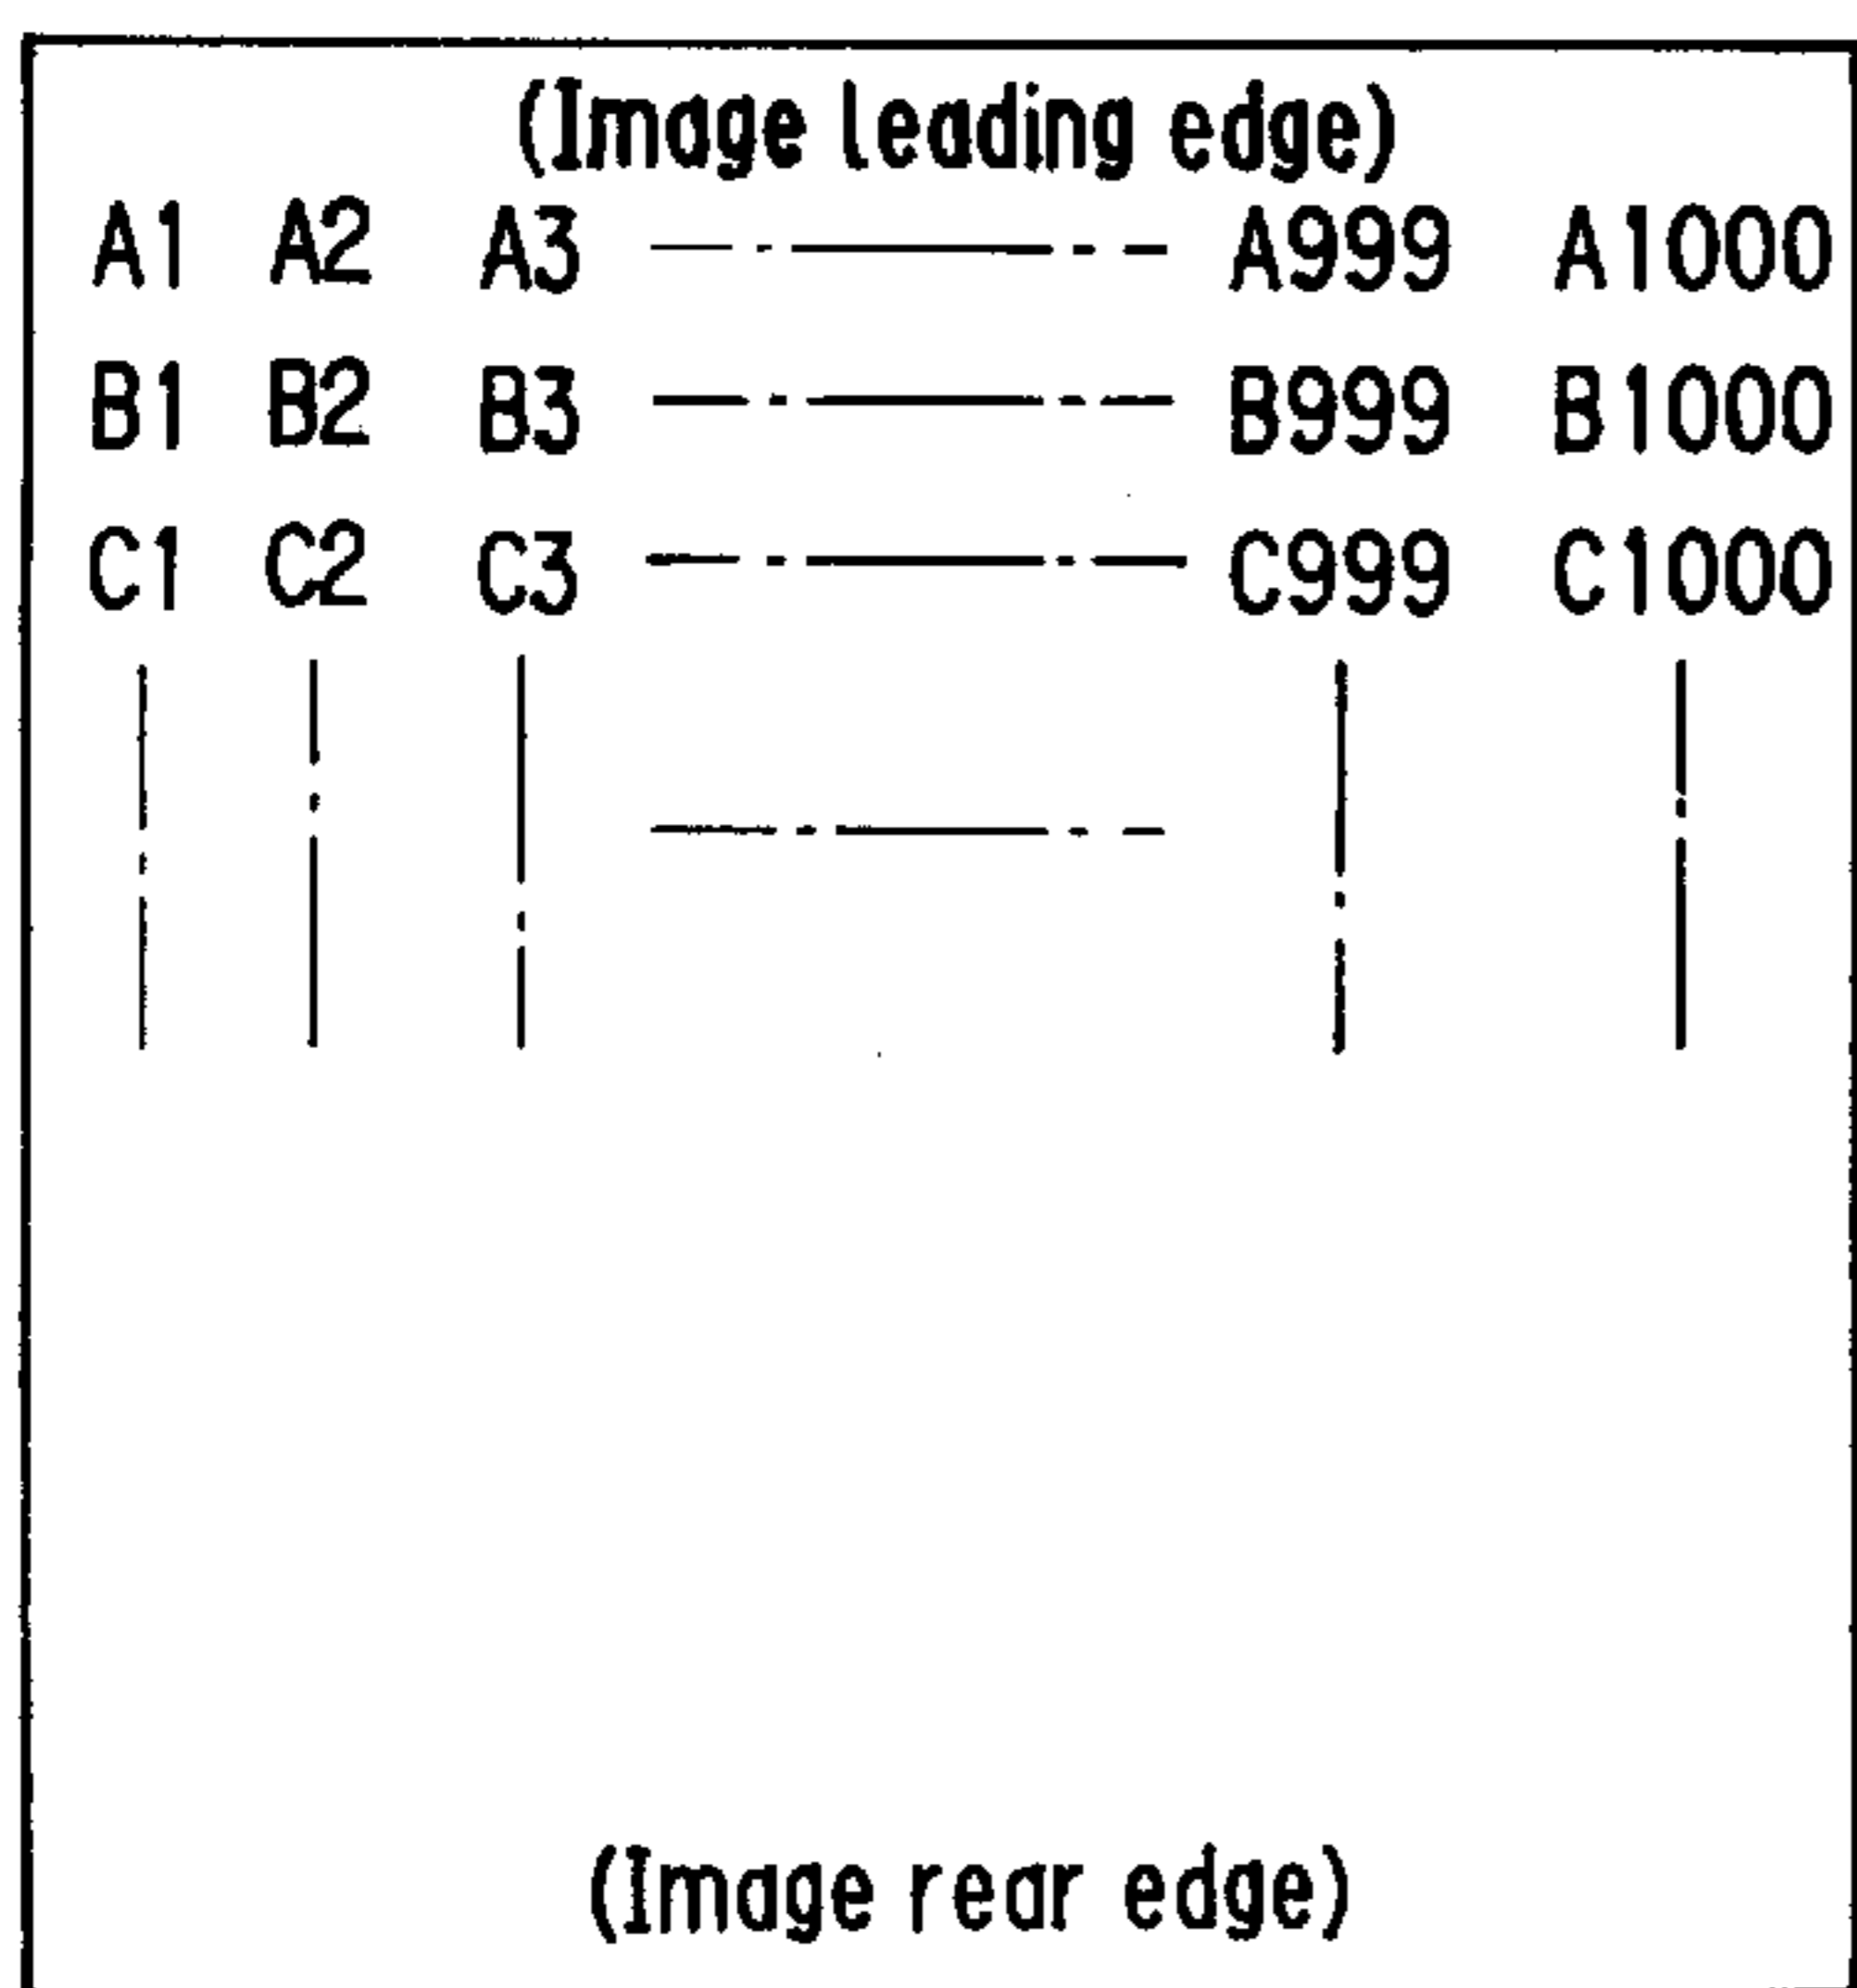 (Image leading edge)
A1 A2 A3 A999 A1000
B1 B2 B3 B999 B1000
C1 C2 C3 C999 C1000
(Image rear edge)